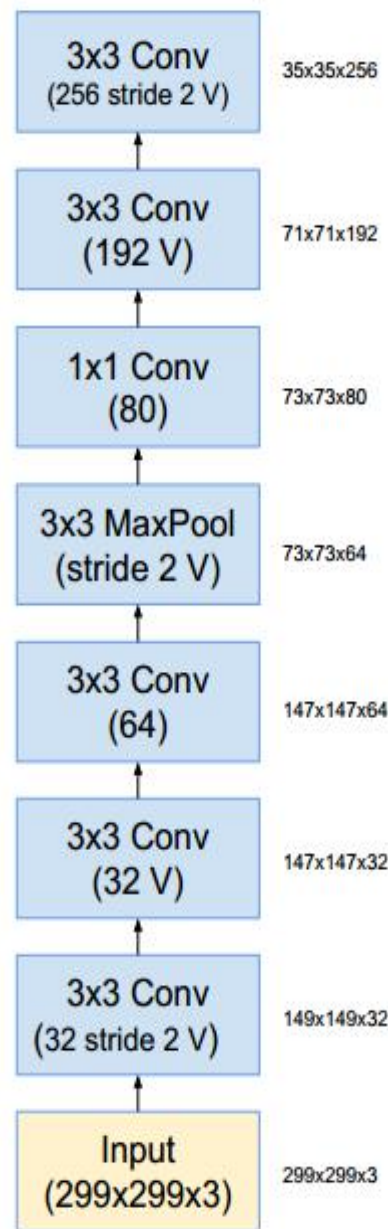 3x3 Conv
(256 stride 2 V)
35x35x256
3x3 Conv
(192 V)
71x71x192
1x1 Conv
(80)
73x73x80
3x3 MaxPool
(stride 2 V)
73x73x64
3x3 Conv
(64)
147x147x64
3x3 Conv
(32 V)
147x147x32
3x3 Conv
(32 stride 2 V)
149x149x32
Input
(299x299x3)
299x299x3